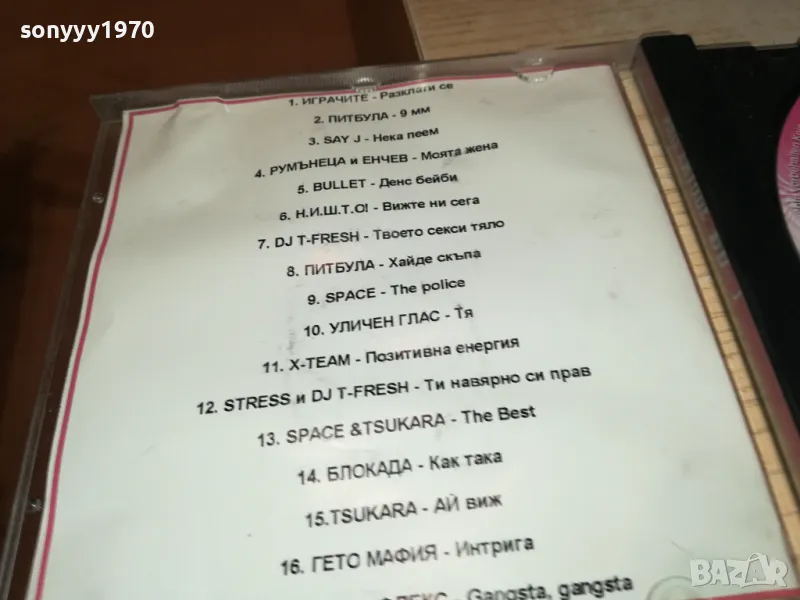 sonyyy1970
1. ИГРАЧИТЕ - Разклати се
2. ПИТБУЛА - 9 мм
3. SAY J - Нека пеем
4. РУМЪНЕЦА и ЕНЧЕВ - Моята жена
5. BULLET - Денс бейби
6. Н.И.Ш.Т.О! - Вижте ни сега
7. DJ T-FRESH - Твоето секси тяло
8. ПИТБУЛА - Хайде скъпа
9. SPACE - The police
10. УЛИЧЕН ГЛАС - Тя
11. X-TEAM - Позитивна енергия
12. STRESS и DJ T-FRESH - Ти навярно си прав
13. SPACE &TSUKARA - The Best
14. БЛОКАДА - Как така
15.TSUKARA - АЙ виж
16. ГЕТО МАФИЯ - Интрига
- Gangsta, gangsta
BAZAR